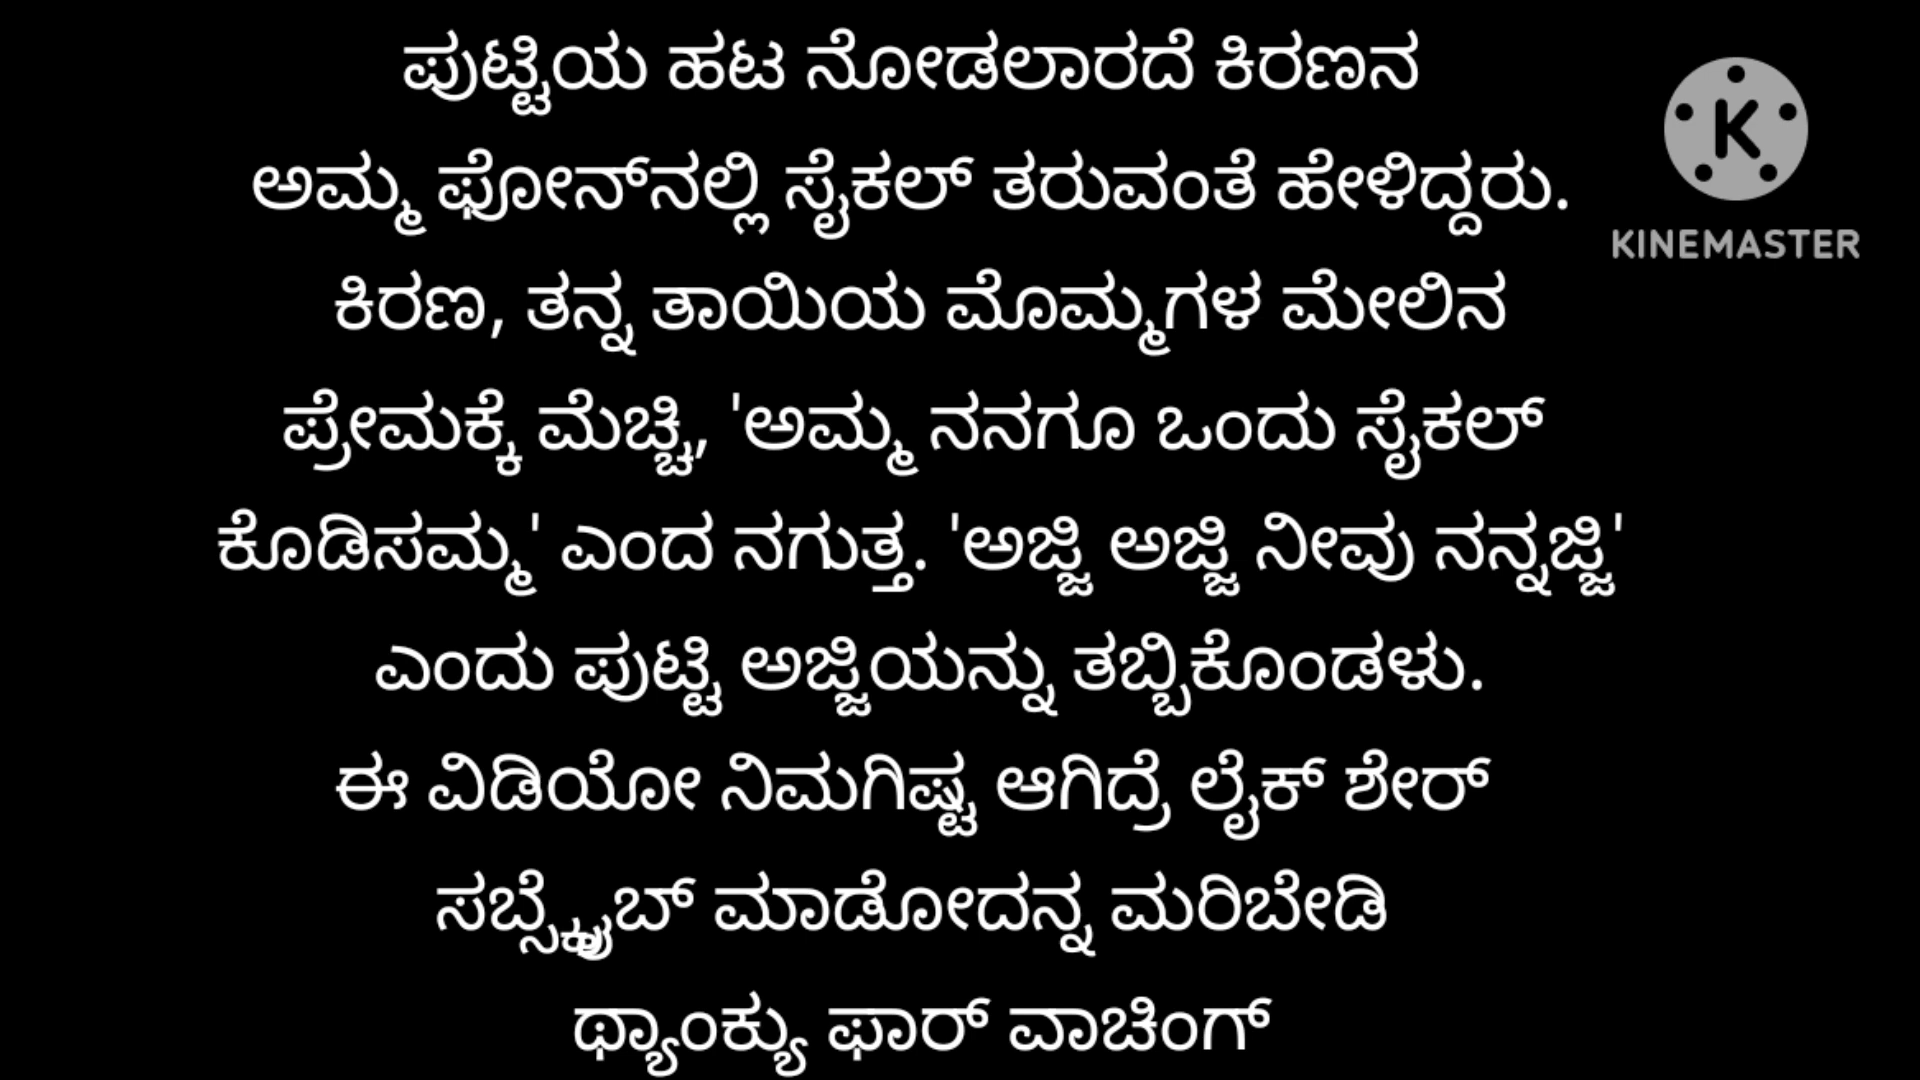 ಪುಟ್ಟಿಯ ಹಟ ನೋಡಲಾರದೆ ಕಿರಣನ
ಅಮ್ಮ ಫೋನ್‌ನಲ್ಲಿ ಸೈಕಲ್ ತರುವಂತೆ ಹೇಳಿದ್ದರು.
ಕಿರಣ, ತನ್ನ ತಾಯಿಯ ಮೊಮ್ಮಗಳ ಮೇಲಿನ
ಪ್ರೇಮಕ್ಕೆ ಮೆಚ್ಚಿ, 'ಅಮ್ಮ ನನಗೂ ಒಂದು ಸೈಕಲ್
ಕೊಡಿಸಮ್ಮ' ಎಂದ ನಗುತ್ತ. 'ಅಜ್ಜಿ ಅಜ್ಜಿ ನೀವು ನನ್ನಜ್ಜಿ'
ಎಂದು ಪುಟ್ಟಿ ಅಜ್ಜಿಯನ್ನು ತಬ್ಬಿಕೊಂಡಳು.
ಈ ವಿಡಿಯೋ ನಿಮಗಿಷ್ಟ ಆಗಿದ್ರೆ ಲೈಕ್ ಶೇರ್
ಮಾಡೋದನ್ನ ಮರಿಬೇಡಿ
ಥ್ಯಾಂಕ್ಯು ಫಾರ್ ವಾಚಿಂಗ್
KINEMASTER